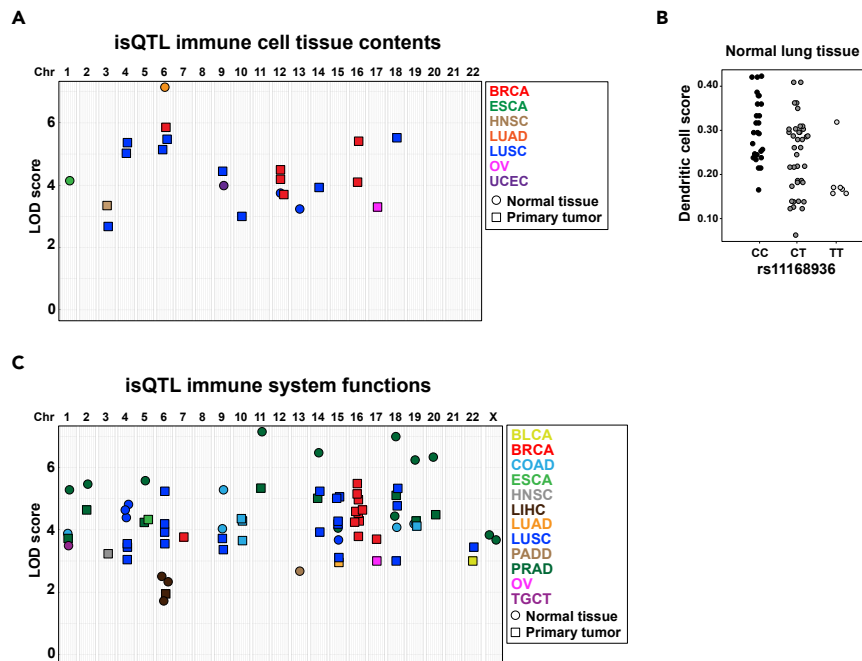 A
isQTL immune cell tissue contents
Chr 1 2 3 4 5 6 7 8 9 10 11 12 13 14 15 16 17 18 19 20 21 22
LOD score
6
4
2
0
BRCA
ESCA
HNSC
LUAD
LUSC
OV
UCEC
Normal tissue
Primary tumor
B
Normal lung tissue
Dendritic cell score
0.40
0.30
0.20
0.10
CC CT TT
rs11168936
C
isQTL immune system functions
X
Chr 1 2 3 4 5 6 7 8 9 10 11 12 13 14 15 16 17 18 19 20 21 22
LOD score
6
4
2
0
BLCA
BRCA
COAD
ESCA
HNSC
LIHC
LUAD
LUSC
PADD
PRAD
OV
TGCT
Normal tissue
Primary tumor